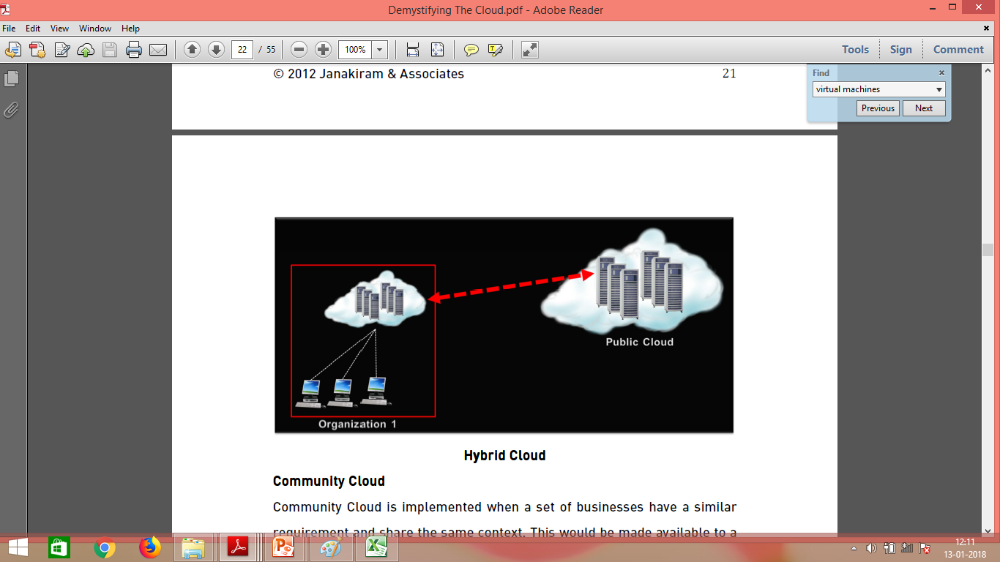 Demystifying The Cloud.pdf - Adobe Reader
File Edit View Window Help
22 / 55 100% Tools Sign Comment
© 2012 Janakiram & Associates 21
Find
virtual machines
Previous Next
Public Cloud
Organization 1
Hybrid Cloud
Community Cloud
Community Cloud is implemented when a set of businesses have a similar
requirement and share the same context. This would be made available to a
12:11
13-01-2018